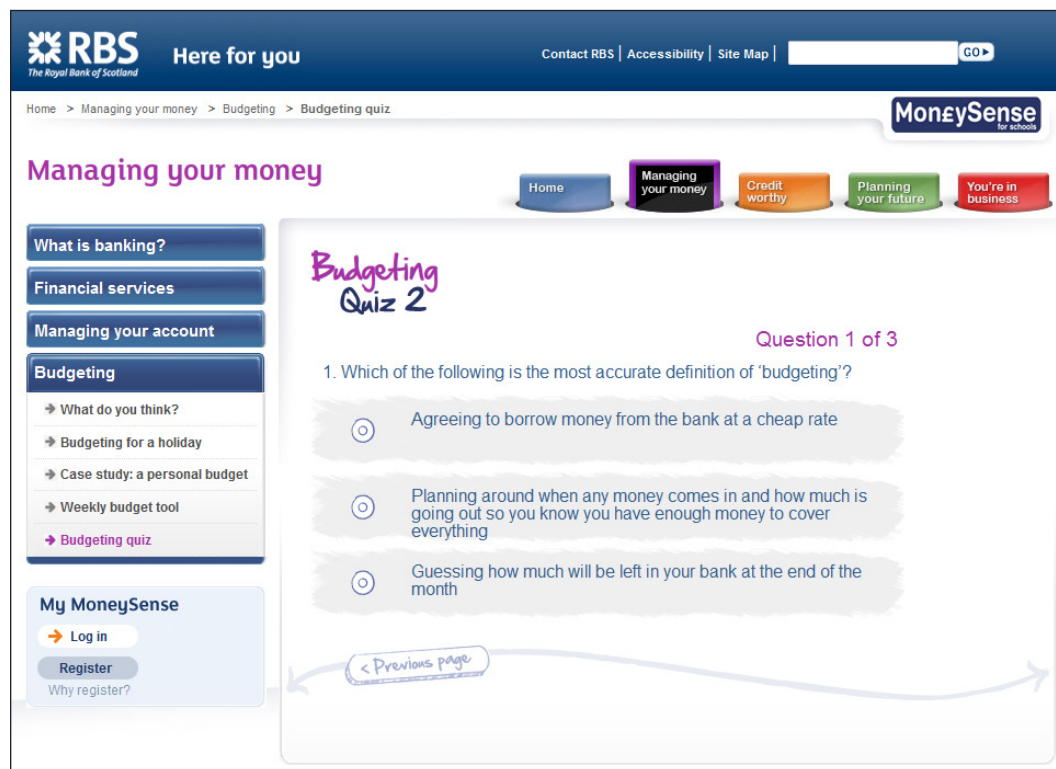 RBS
The Royal Bank of Scotland
Here for you
Contact RBS | Accessibility | Site Map |
GO
Home > Managing your money > Budgeting > Budgeting quiz
Mon£ySense
for schools
Managing your money
Home
Managing
your money
Credit
worthy
Planning
your future
You're in
business
What is banking?
Financial services
Managing your account
Budgeting
What do you think?
Budgeting for a holiday
Case study: a personal budget
Weekly budget tool
Budgeting quiz
My MoneySense
Log in
Register
Why register?
Budgeting
Quiz 2
Question 1 of 3
1. Which of the following is the most accurate definition of ‘budgeting’?
Agreeing to borrow money from the bank at a cheap rate
Planning around when any money comes in and how much is
going out so you know you have enough money to cover
everything
Guessing how much will be left in your bank at the end of the
month
< Previous page